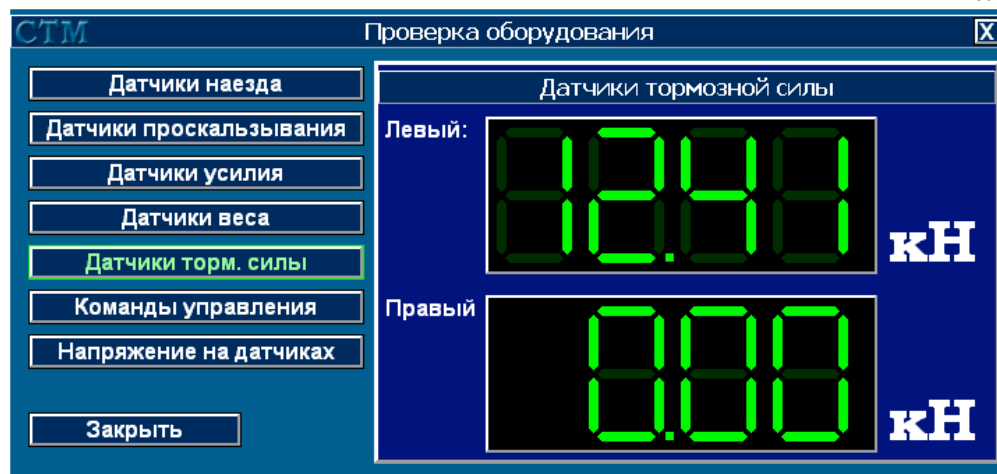 СТМ
Проверка оборудования
X
Датчики наезда
Датчики проскальзывания
Датчики усилия
Датчики веса
Датчики торм. силы
Команды управления
Напряжение на датчиках
Закрыть
Датчики тормозной силы
Левый:
12.41
кН
Правый
0.00
кН